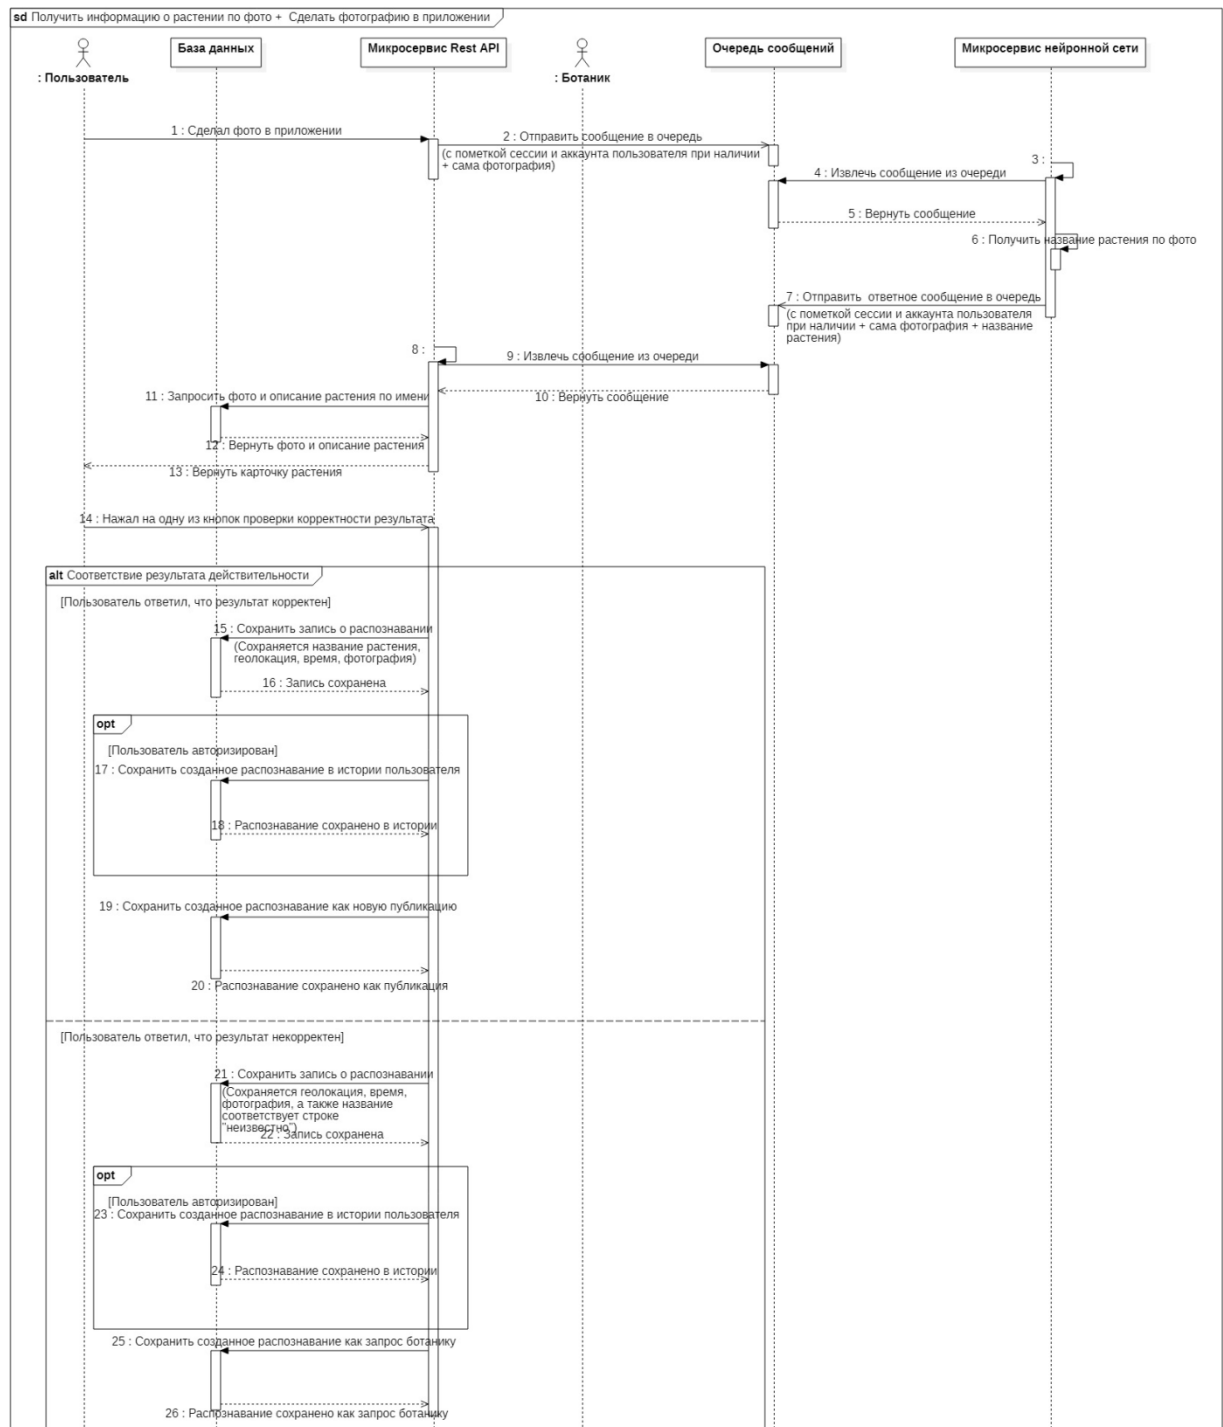 sd Получить информацию о растении по фото + Сделать фотографию в приложении
: Пользователь
База данных
Микросервис Rest API
: Ботаник
Очередь сообщений
Микросервис нейронной сети
1 : Сделал фото в приложении
2 : Отправить сообщение в очередь
(с пометкой сессии и аккаунта пользователя при наличии
+ сама фотография)
3 :
4 : Извлечь сообщение из очереди
5 : Вернуть сообщение
6 : Получить название растения по фото
7 : Отправить ответное сообщение в очередь
(с пометкой сессии и аккаунта пользователя
при наличии + сама фотография + название
растения)
8 :
9 : Извлечь сообщение из очереди
10 : Вернуть сообщение
11 : Запросить фото и описание растения по имени
12 : Вернуть фото и описание растения
13 : Вернуть карточку растения
14 : Нажал на одну из кнопок проверки корректности результата
alt Соответствие результата действительности
[Пользователь ответил, что результат корректен]
15 : Сохранить запись о распознавании
(Сохраняется название растения,
геолокация, время, фотография)
16 : Запись сохранена
opt
[Пользователь авторизирован]
17 : Сохранить созданное распознавание в истории пользователя
18 : Распознавание сохранено в истории
19 : Сохранить созданное распознавание как новую публикацию
20 : Распознавание сохранено как публикация
[Пользователь ответил, что результат некорректен]
21 : Сохранить запись о распознавании
(Сохраняется геолокация, время,
фотография, а также название
соответствует строке
"неизвестно")
22 : Запись сохранена
opt
[Пользователь авторизирован]
23 : Сохранить созданное распознавание в истории пользователя
24 : Распознавание сохранено в истории
25 : Сохранить созданное распознавание как запрос ботанику
26 : Распознавание сохранено как запрос ботанику